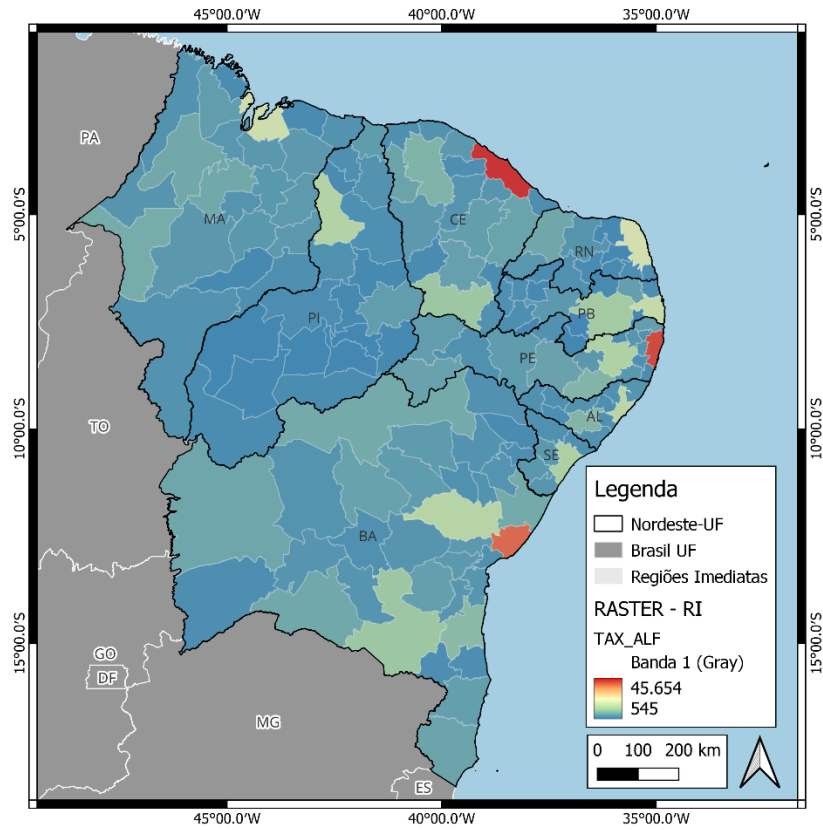 45°00.0'W 40°00.0'W 35°00.0'W
PA
5°00.0'S 5°00.0'S
MA
CE
RN
PI
PB
PE
TO
10°00.0'S 10°00.0'S
AL
SE
BA
Legenda
Nordeste-UF
Brasil UF
Regiões Imediatas
RASTER - RI
TAX_ALF
Banda 1 (Gray)
45.654
545
15°00.0'S 15°00.0'S
GO
DF
MG
0 100 200 km
ES
45°00.0'W 40°00.0'W 35°00.0'W